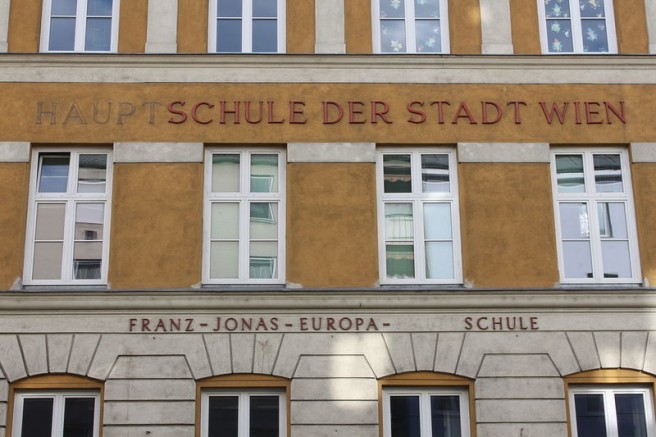 HAUPTSCHULE DER STADT WIEN
FRANZ-JONAS-EUROPA- SCHULE